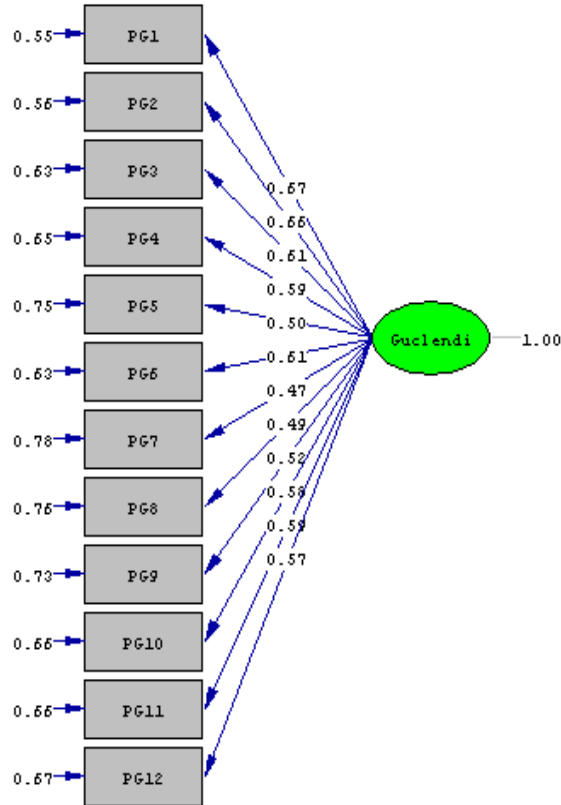 0.55 PG1
0.56 PG2
0.63 PG3
0.67
0.66
0.65 PG4
0.61
0.59
0.75 PG5
0.50
Guclendi 1.00
0.63 PG6
0.61
0.47
0.78 PG7
0.49
0.52
0.76 PG8
0.58
0.59
0.73 PG9
0.57
0.66 PG10
0.66 PG11
0.67 PG12